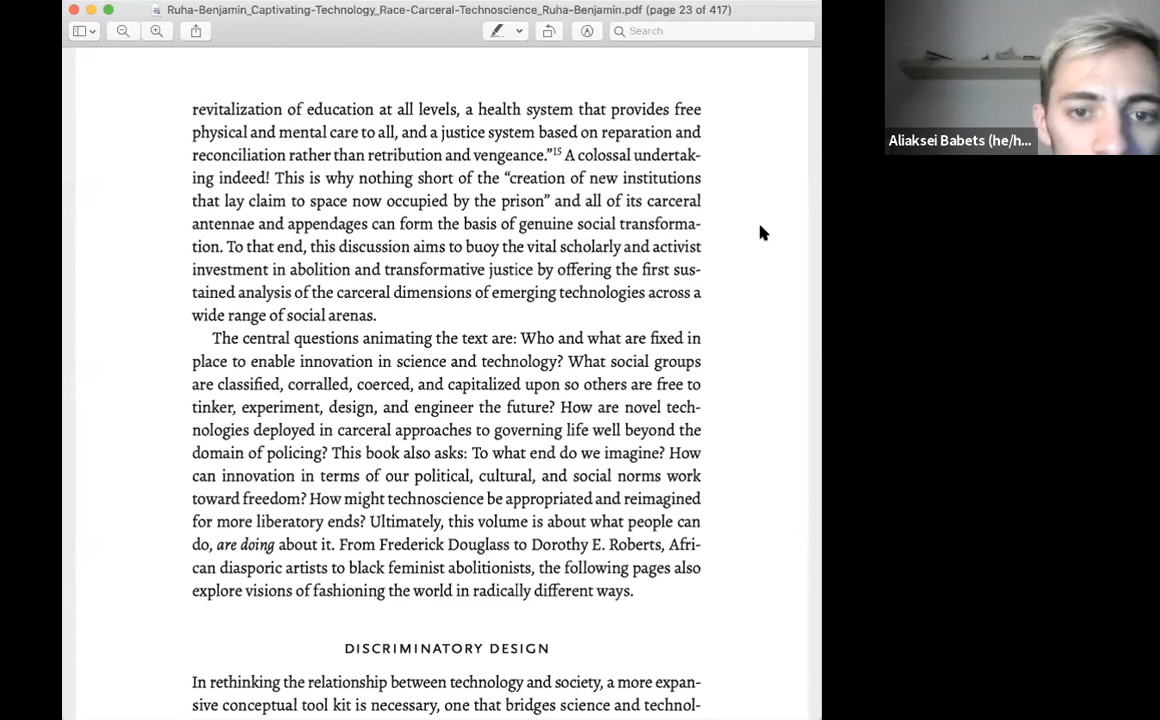 Ruha-Benjamin_Captivating-Technology_Race-Carceral-Technoscience_Ruha-Benjamin.pdf (page 23 of 417)
Search
revitalization of education at all levels, a health system that provides free
physical and mental care to all, and a justice system based on reparation and
reconciliation rather than retribution and vengeance.”15 A colossal undertak-
ing indeed! This is why nothing short of the “creation of new institutions
that lay claim to space now occupied by the prison” and all of its carceral
antennae and appendages can form the basis of genuine social transforma-
tion. To that end, this discussion aims to buoy the vital scholarly and activist
investment in abolition and transformative justice by offering the first sus-
tained analysis of the carceral dimensions of emerging technologies across a
wide range of social arenas.
The central questions animating the text are: Who and what are fixed in
place to enable innovation in science and technology? What social groups
are classified, corralled, coerced, and capitalized upon so others are free to
tinker, experiment, design, and engineer the future? How are novel tech-
nologies deployed in carceral approaches to governing life well beyond the
domain of policing? This book also asks: To what end do we imagine? How
can innovation in terms of our political, cultural, and social norms work
toward freedom? How might technoscience be appropriated and reimagined
for more liberatory ends? Ultimately, this volume is about what people can
do, are doing about it. From Frederick Douglass to Dorothy E. Roberts, Afri-
can diasporic artists to black feminist abolitionists, the following pages also
explore visions of fashioning the world in radically different ways.
DISCRIMINATORY DESIGN
In rethinking the relationship between technology and society, a more expan-
sive conceptual tool kit is necessary, one that bridges science and technol-
Aliaksei Babets (he/h...